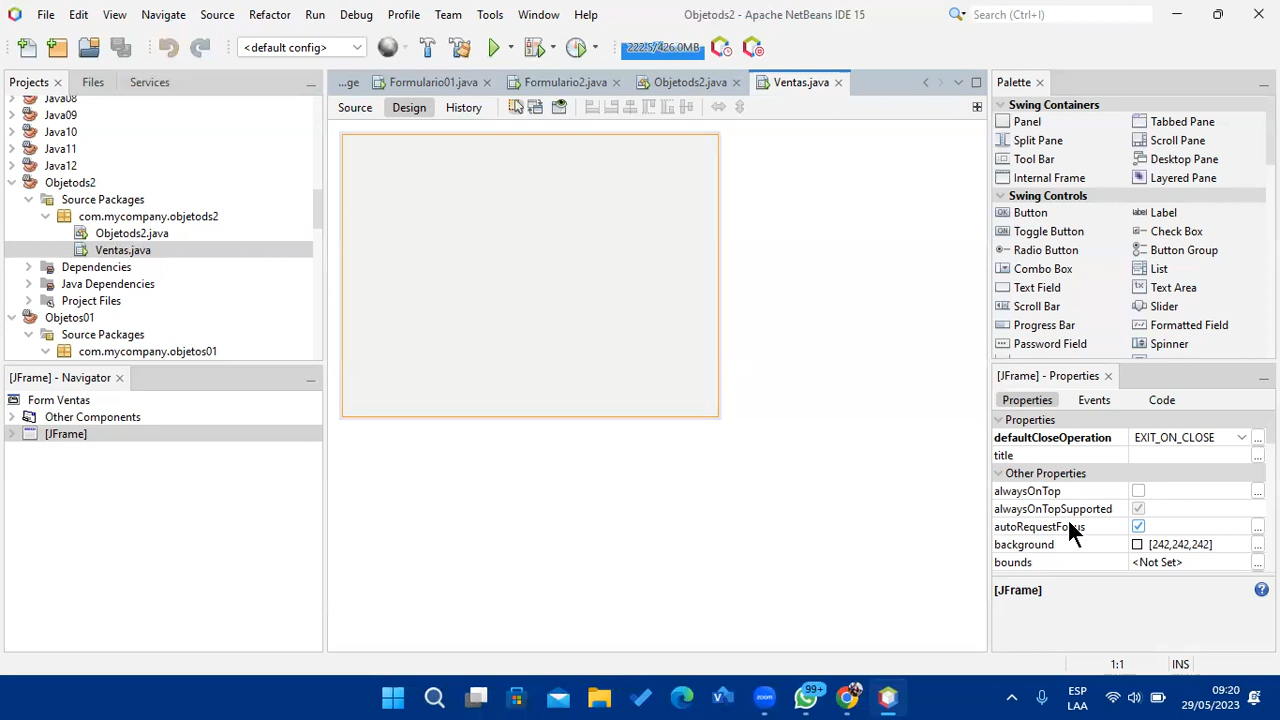 File Edit View Navigate Source Refactor Run Debug Profile Team Tools Window Help Objetods2 - Apache NetBeans IDE 15 Search (Ctrl+I)
<default config> 222.5/426.0MB
Projects Files Services
Java08
Java09
Java10
Java11
Java12
Objetods2
Source Packages
com.mycompany.objetods2
Objetods2.java
Ventas.java
Dependencies
Java Dependencies
Project Files
Objetos01
Source Packages
com.mycompany.objetos01
[JFrame] - Navigator
Form Ventas
Other Components
[JFrame]
...ge Formulario01.java Formulario2.java Objetods2.java Ventas.java
Source Design History
Palette
Swing Containers
Panel Tabbed Pane
Split Pane Scroll Pane
Tool Bar Desktop Pane
Internal Frame Layered Pane
Swing Controls
Button Label
Toggle Button Check Box
Radio Button Button Group
Combo Box List
Text Field Text Area
Scroll Bar Slider
Progress Bar Formatted Field
Password Field Spinner
[JFrame] - Properties
Properties Events Code
Properties
defaultCloseOperation EXIT_ON_CLOSE ...
title ...
Other Properties
alwaysOnTop ...
alwaysOnTopSupported
autoRequestFocus ...
background [242,242,242] ...
bounds <Not Set> ...
[JFrame]
1:1 INS
99+
ESP
LAA
09:20
29/05/2023